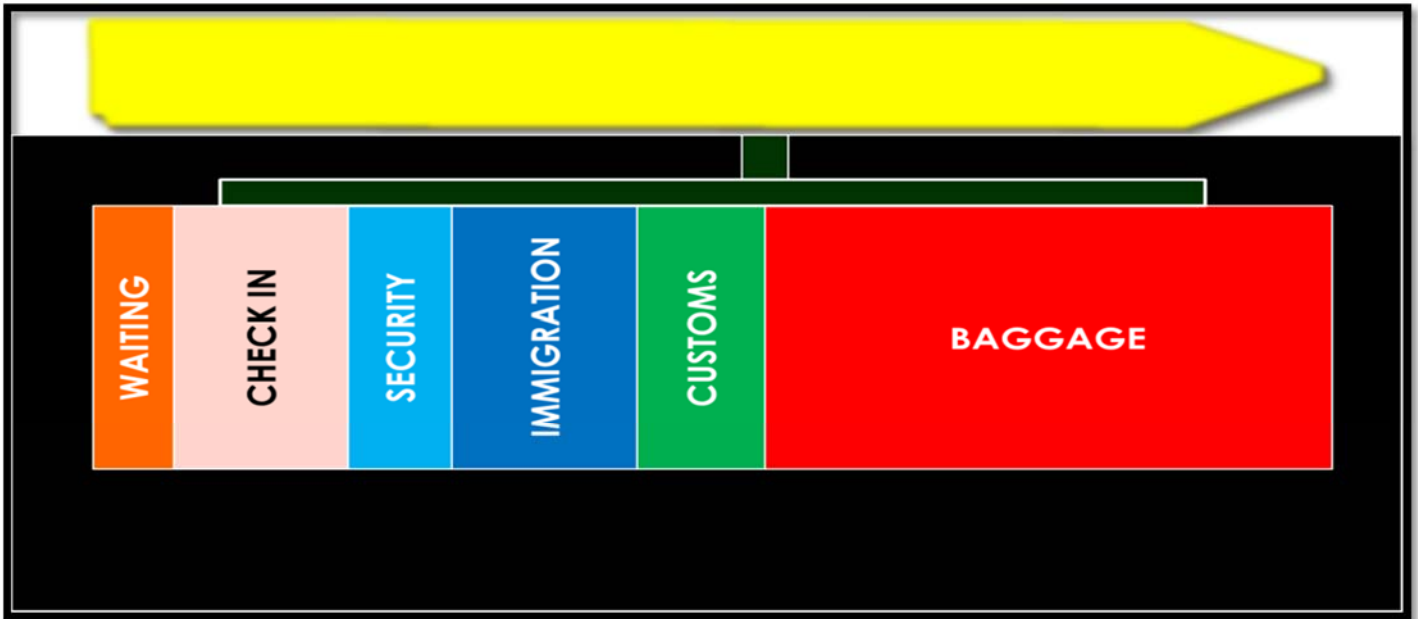 WAITING
CHECK IN
SECURITY
IMMIGRATION
CUSTOMS
BAGGAGE